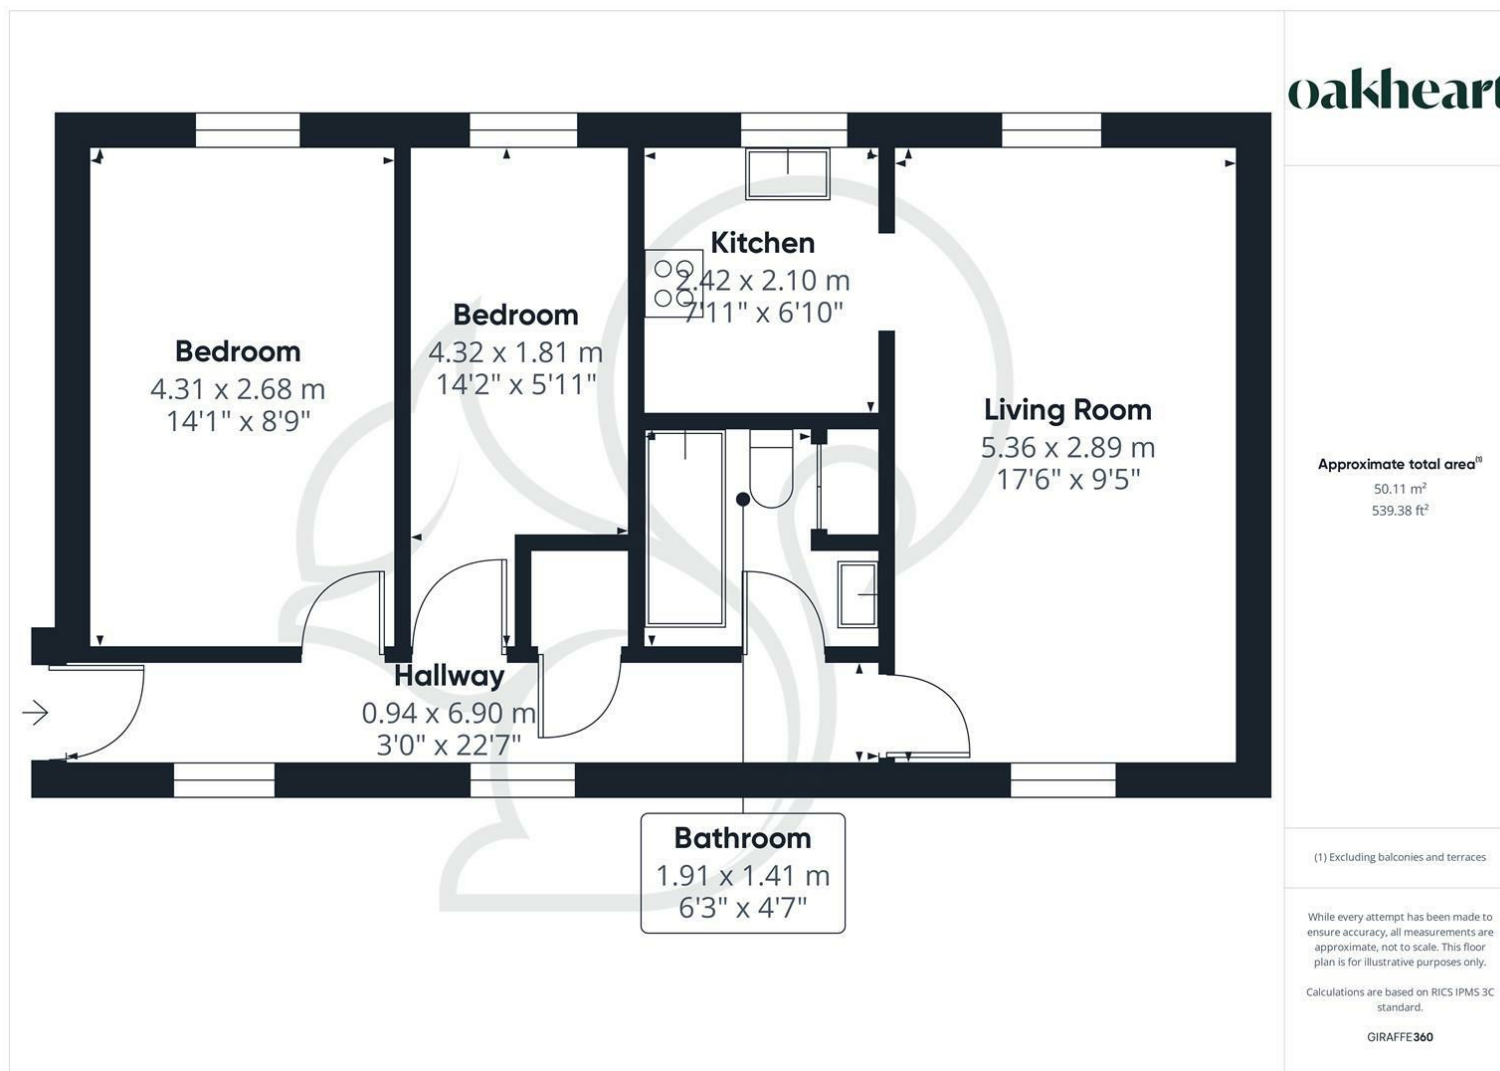 oakheart
Bedroom
4.31 x 2.68 m
14'1" x 8'9"
Bedroom
4.32 x 1.81 m
14'2" x 5'11"
Kitchen
2.42 x 2.10 m
7'11" x 6'10"
Living Room
5.36 x 2.89 m
17'6" x 9'5"
Hallway
0.94 x 6.90 m
3'0" x 22'7"
Bathroom
1.91 x 1.41 m
6'3" x 4'7"
Approximate total area(1)
50.11 m²
539.38 ft²
(1) Excluding balconies and terraces
While every attempt has been made to
ensure accuracy, all measurements are
approximate, not to scale. This floor
plan is for illustrative purposes only.
Calculations are based on RICS IPMS 3C
standard.
GIRAFFE360